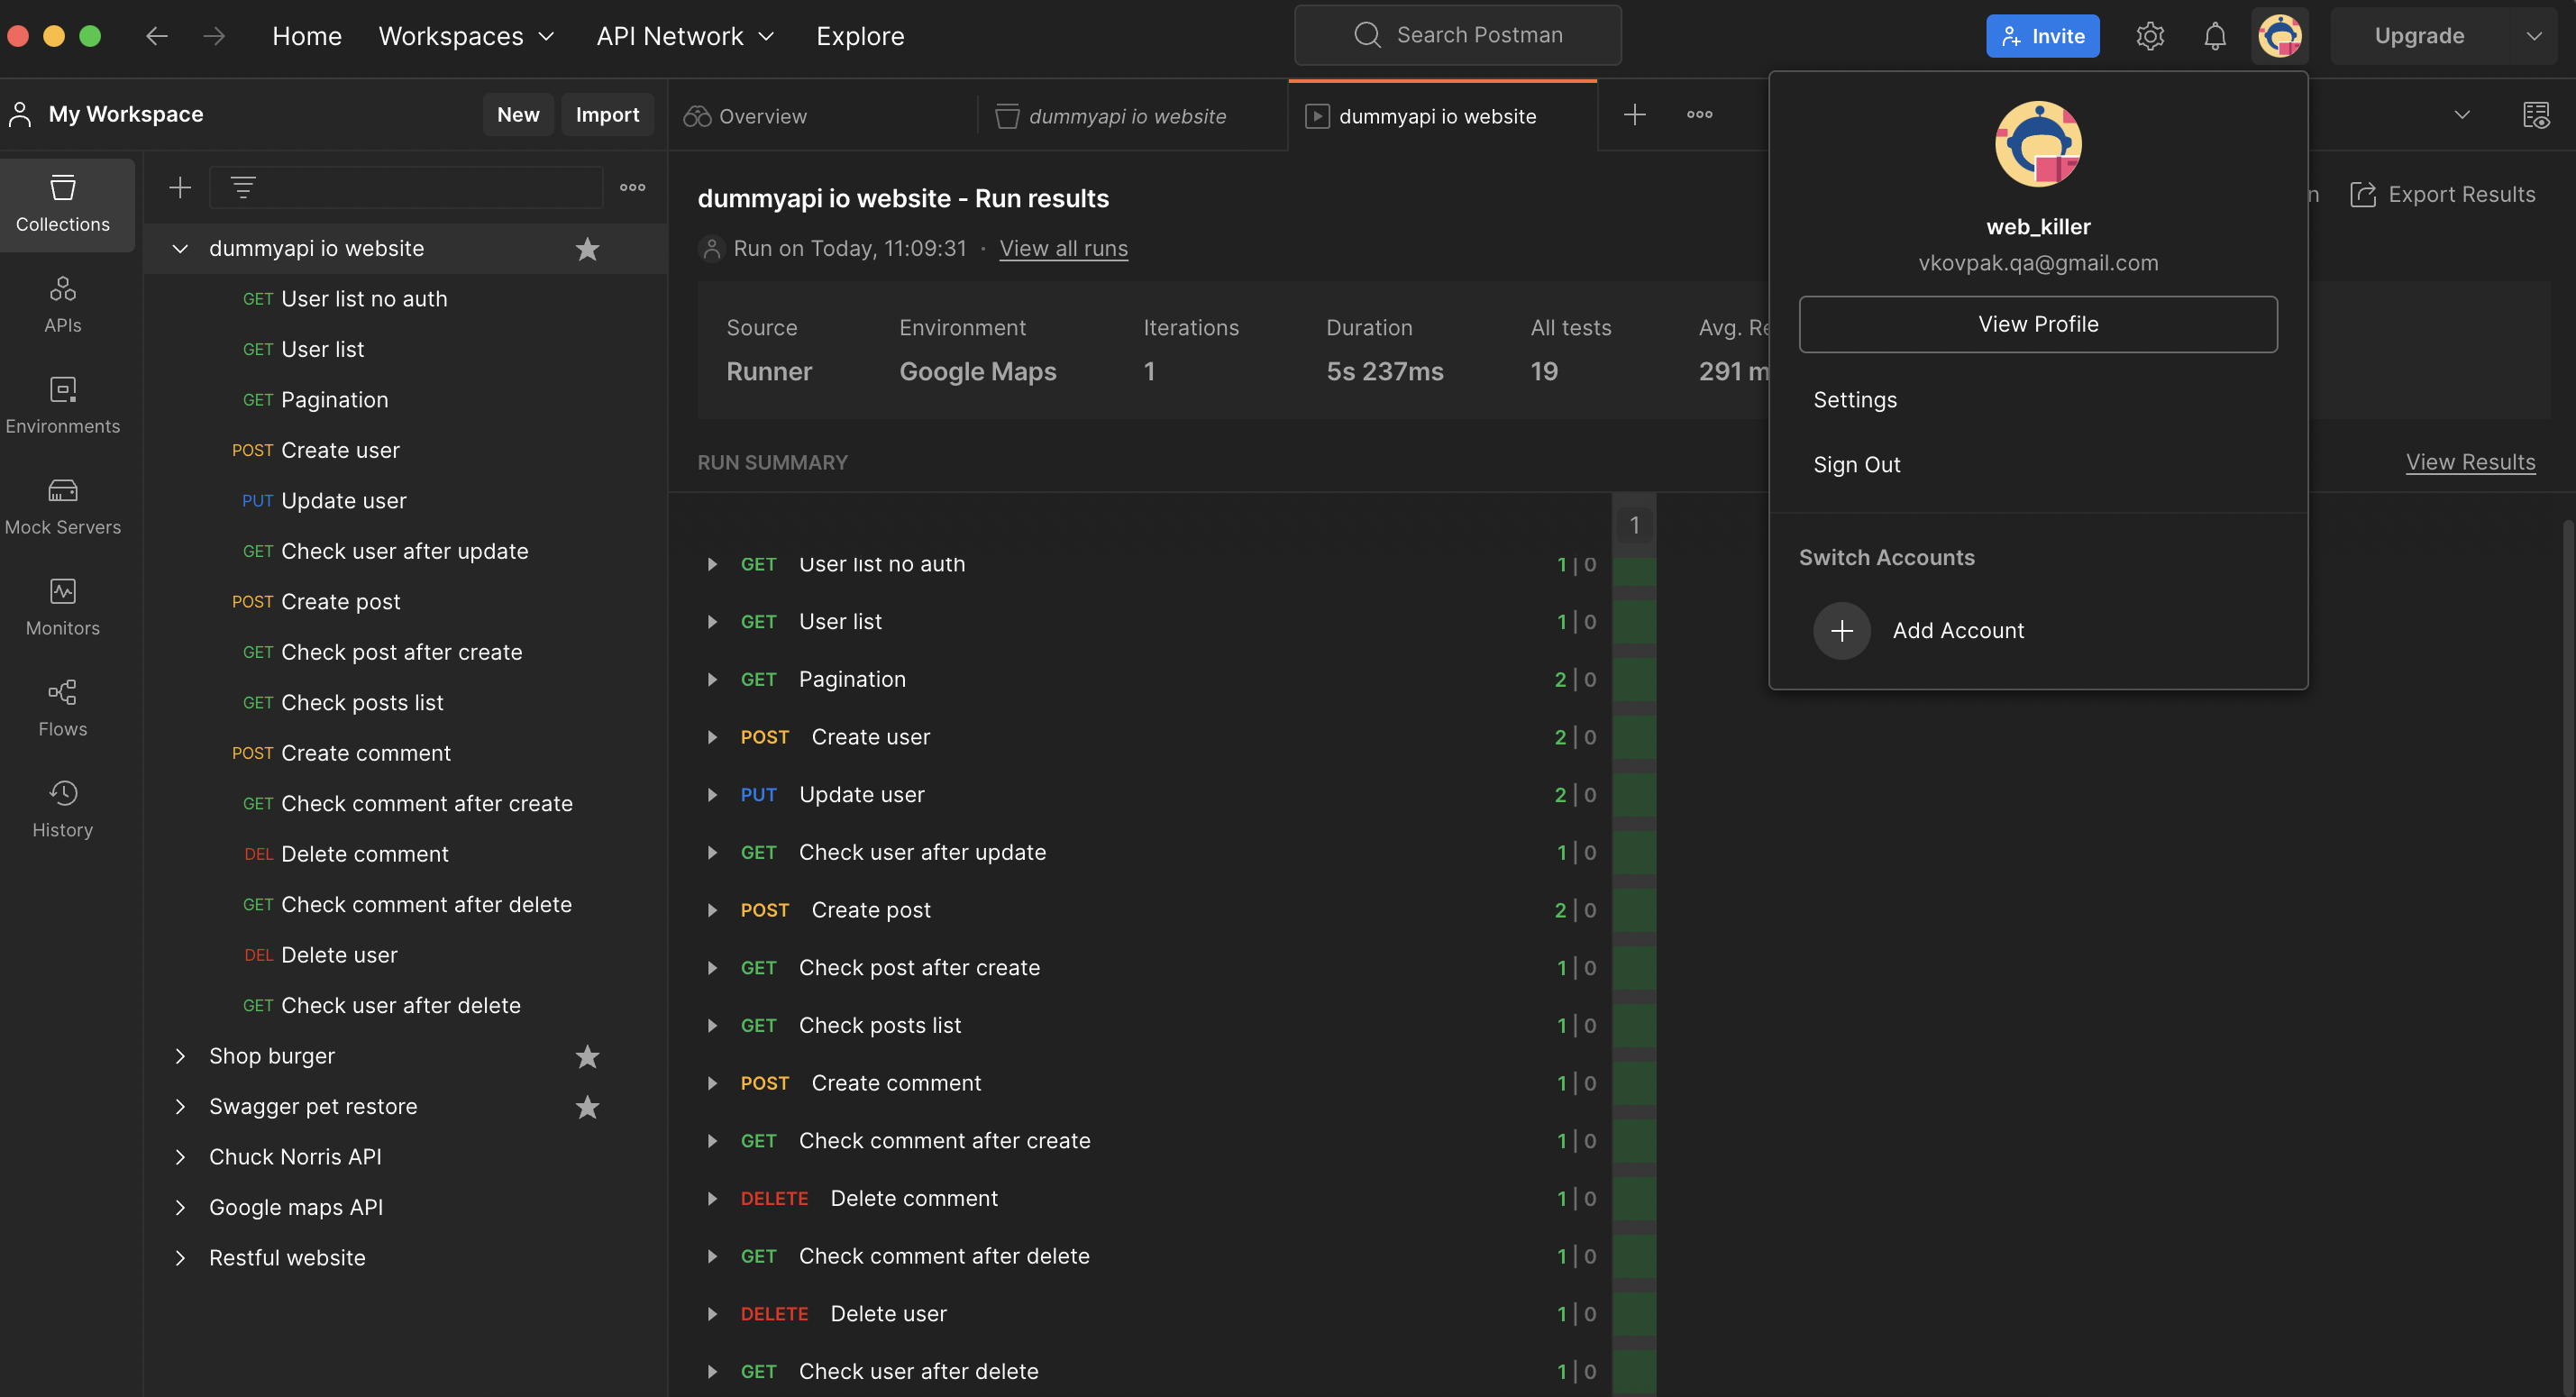 Home
Workspaces
API Network
Explore
Search Postman
Invite
Upgrade
My Workspace
New
Import
Overview
dummyapi io website
dummyapi io website
Collections
APIs
Environments
Mock Servers
Monitors
Flows
History
dummyapi io website
GET User list no auth
GET User list
GET Pagination
POST Create user
PUT Update user
GET Check user after update
POST Create post
GET Check post after create
GET Check posts list
POST Create comment
GET Check comment after create
DEL Delete comment
GET Check comment after delete
DEL Delete user
GET Check user after delete
Shop burger
Swagger pet restore
Chuck Norris API
Google maps API
Restful website
dummyapi io website - Run results
Run on Today, 11:09:31 · View all runs
n
Export Results
Source Environment Iterations Duration All tests Avg. Re
Runner Google Maps 1 5s 237ms 19 291 m
RUN SUMMARY
View Results
1
GET User list no auth 1 | 0
GET User list 1 | 0
GET Pagination 2 | 0
POST Create user 2 | 0
PUT Update user 2 | 0
GET Check user after update 1 | 0
POST Create post 2 | 0
GET Check post after create 1 | 0
GET Check posts list 1 | 0
POST Create comment 1 | 0
GET Check comment after create 1 | 0
DELETE Delete comment 1 | 0
GET Check comment after delete 1 | 0
DELETE Delete user 1 | 0
GET Check user after delete 1 | 0
web_killer
vkovpak.qa@gmail.com
View Profile
Settings
Sign Out
Switch Accounts
Add Account